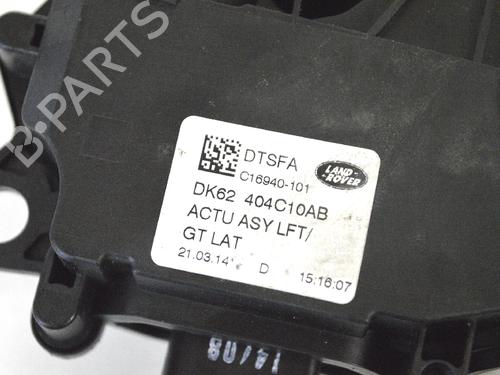 B-PARTS
DTSFA
LAND-
ROVER
C16940-101
DK62 404C10AB
ACTU ASY LFT/
GT LAT
21.03.14 D 15:16:07
14/08